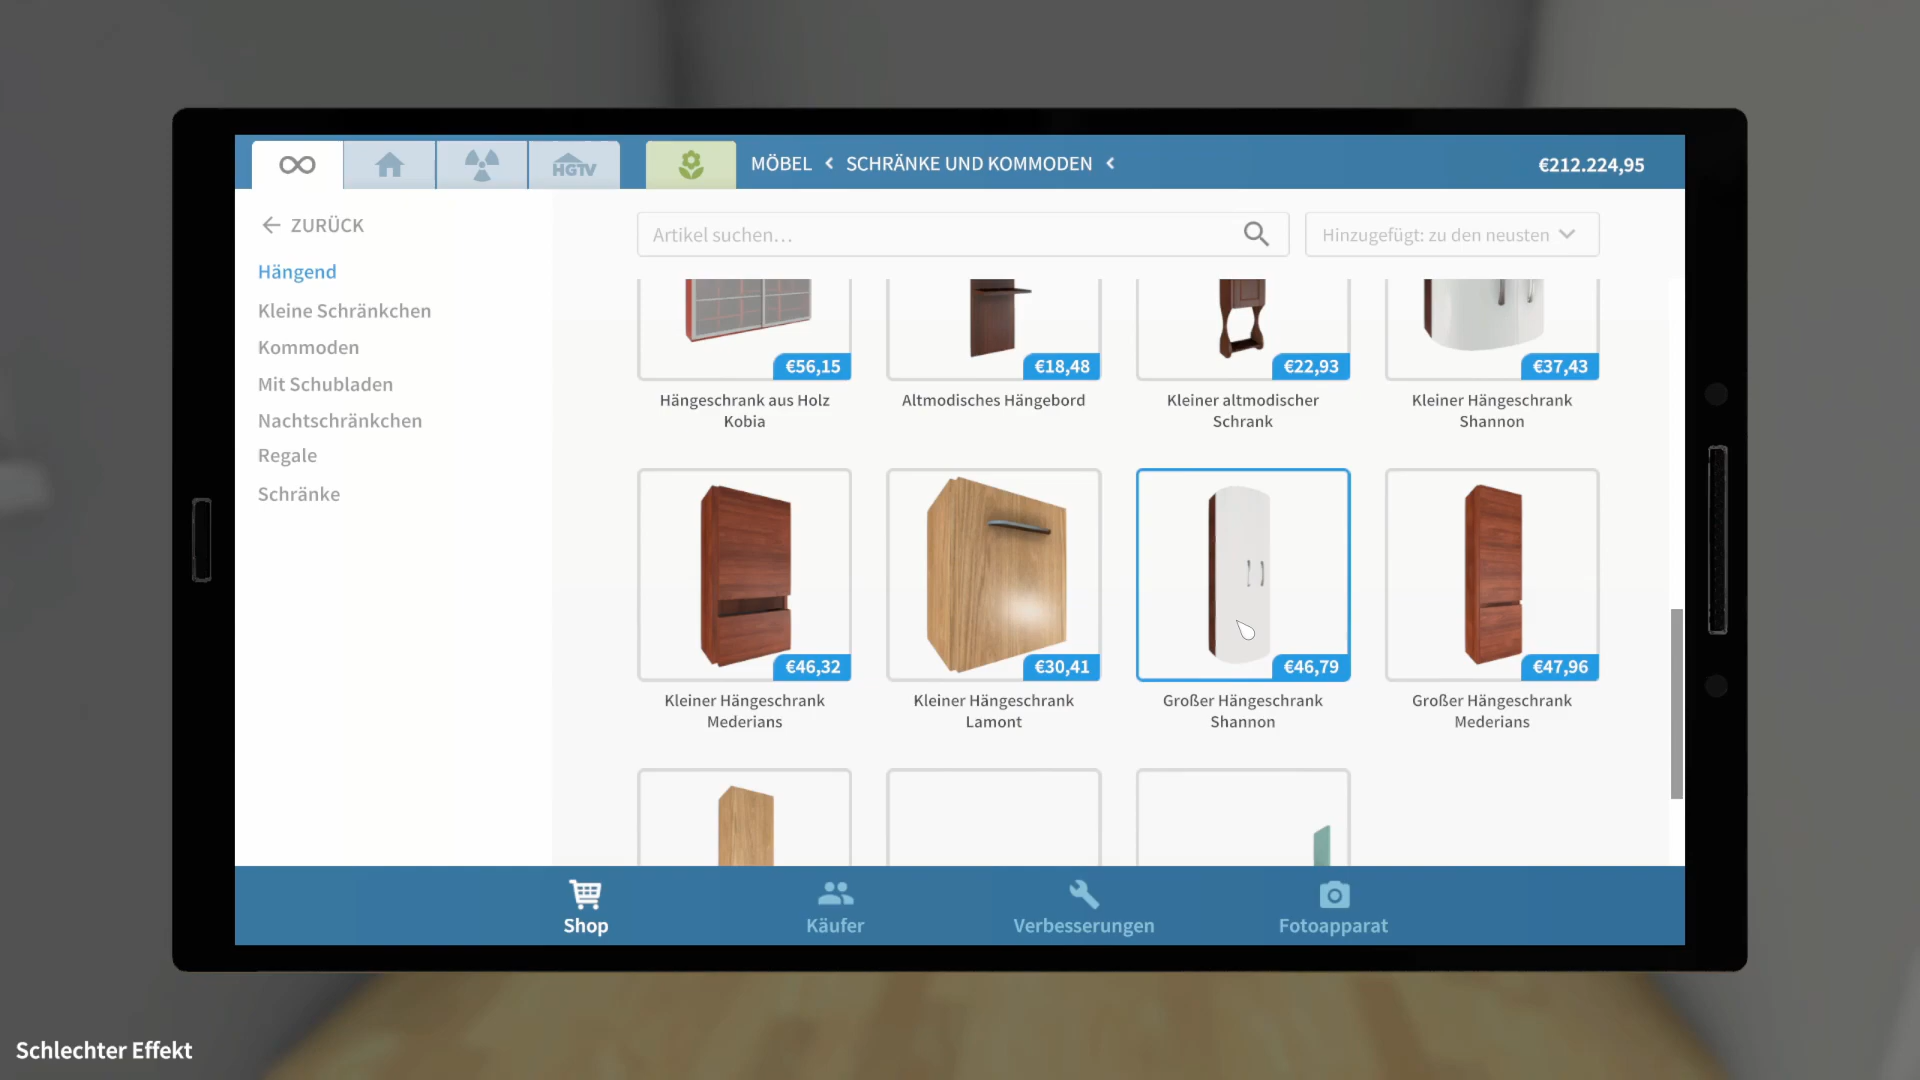 HGTV
MÖBEL < SCHRÄNKE UND KOMMODEN <
€212.224,95
ZURÜCK
Hängend
Kleine Schränkchen
Kommoden
Mit Schubladen
Nachtschränkchen
Regale
Schränke
Artikel suchen...
Hinzugefügt: zu den neusten
€56,15
€18,48
€22,93
€37,43
Hängeschrank aus Holz
Kobia
Altmodisches Hängebord
Kleiner altmodischer
Schrank
Kleiner Hängeschrank
Shannon
€46,32
€30,41
€46,79
€47,96
Kleiner Hängeschrank
Mederians
Kleiner Hängeschrank
Lamont
Großer Hängeschrank
Shannon
Großer Hängeschrank
Mederians
Shop
Käufer
Verbesserungen
Fotoapparat
Schlechter Effekt